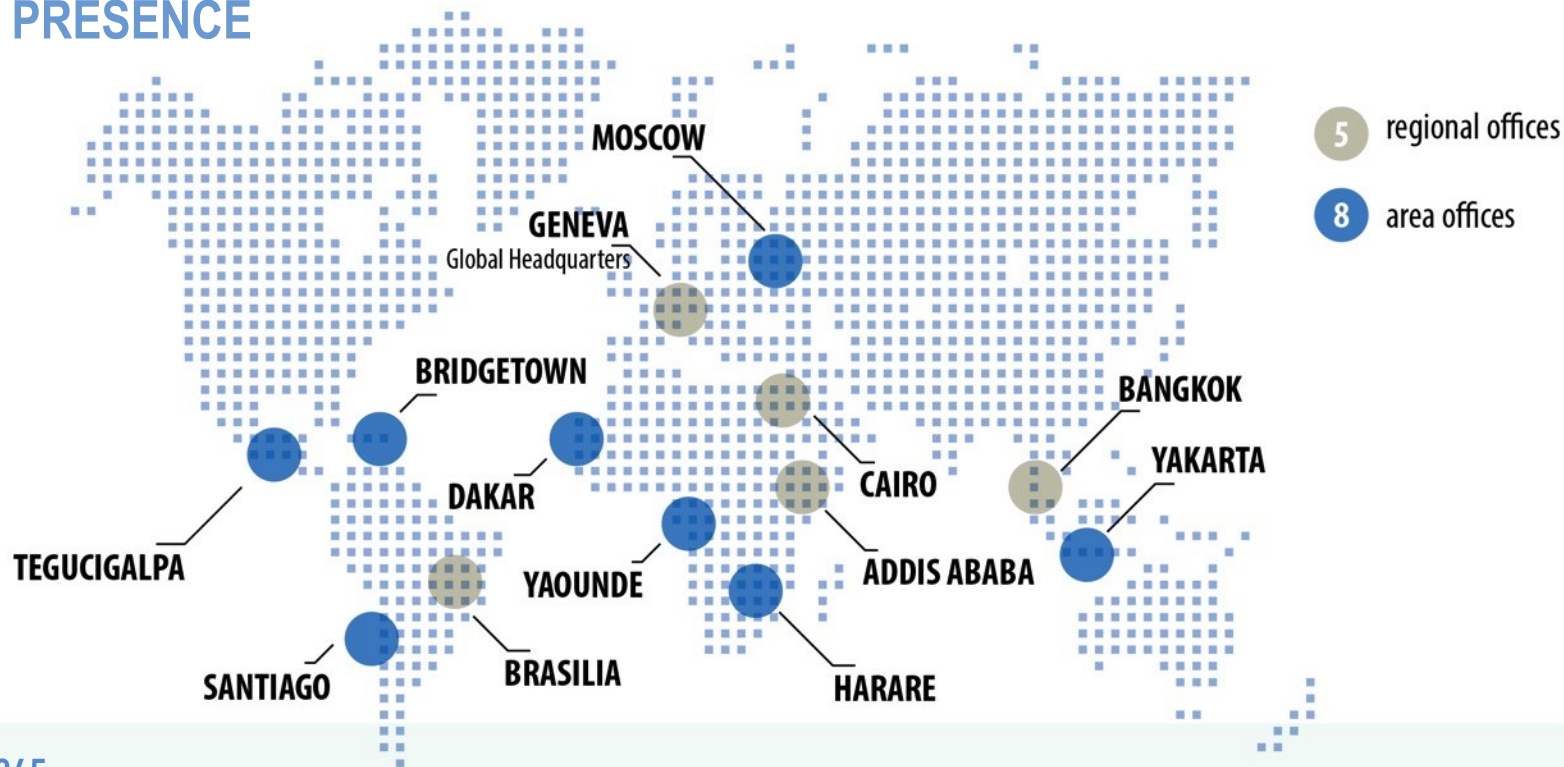 PRESENCE
MOSCOW
5 regional offices
GENEVA
Global Headquarters
8 area offices
BRIDGETOWN
BANGKOK
YAKARTA
DAKAR
CAIRO
TEGUCIGALPA
YAOUNDE
ADDIS ABABA
SANTIAGO
BRASILIA
HARARE